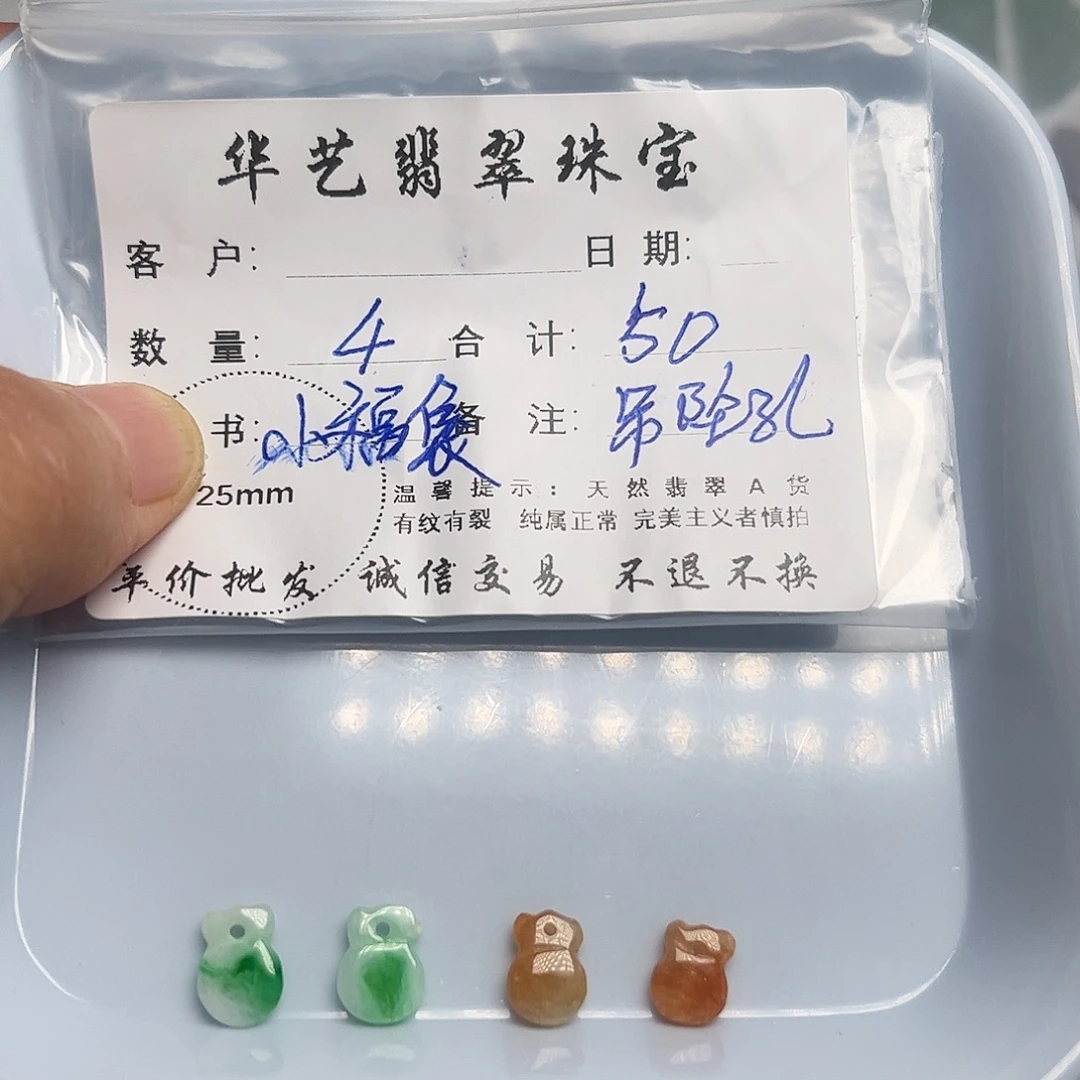 华艺翡翠珠宝
客 户: 日 期:
数 量: 4 合 计: 50
书: 小福袋 备 注: 吊坠孔
25mm
温馨提示: 天然翡翠A货
有纹有裂 纯属正常 完美主义者慎拍
平价批发 诚信交易 不退不换